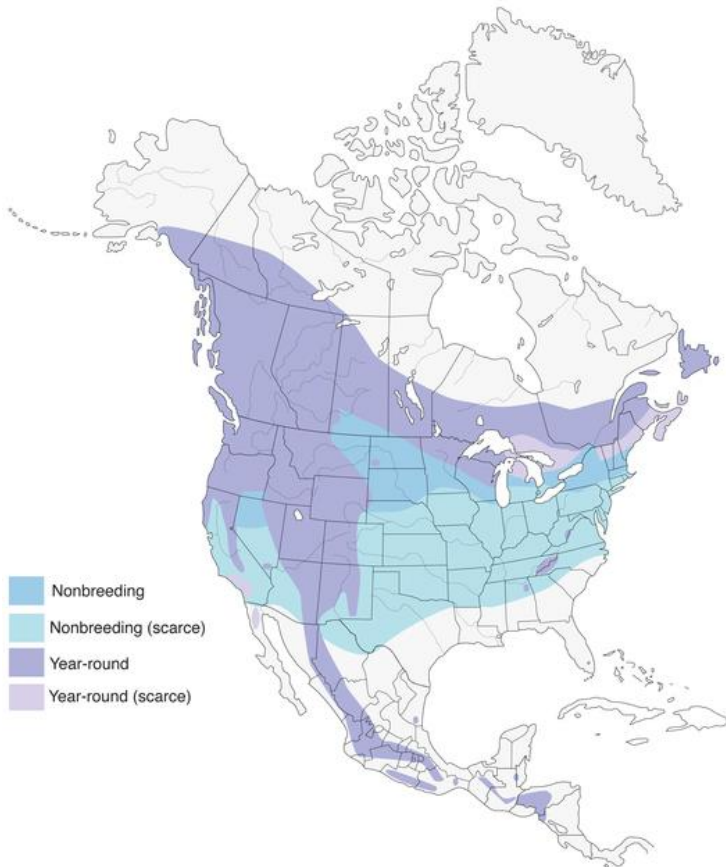 Nonbreeding
Nonbreeding (scarce)
Year-round
Year-round (scarce)